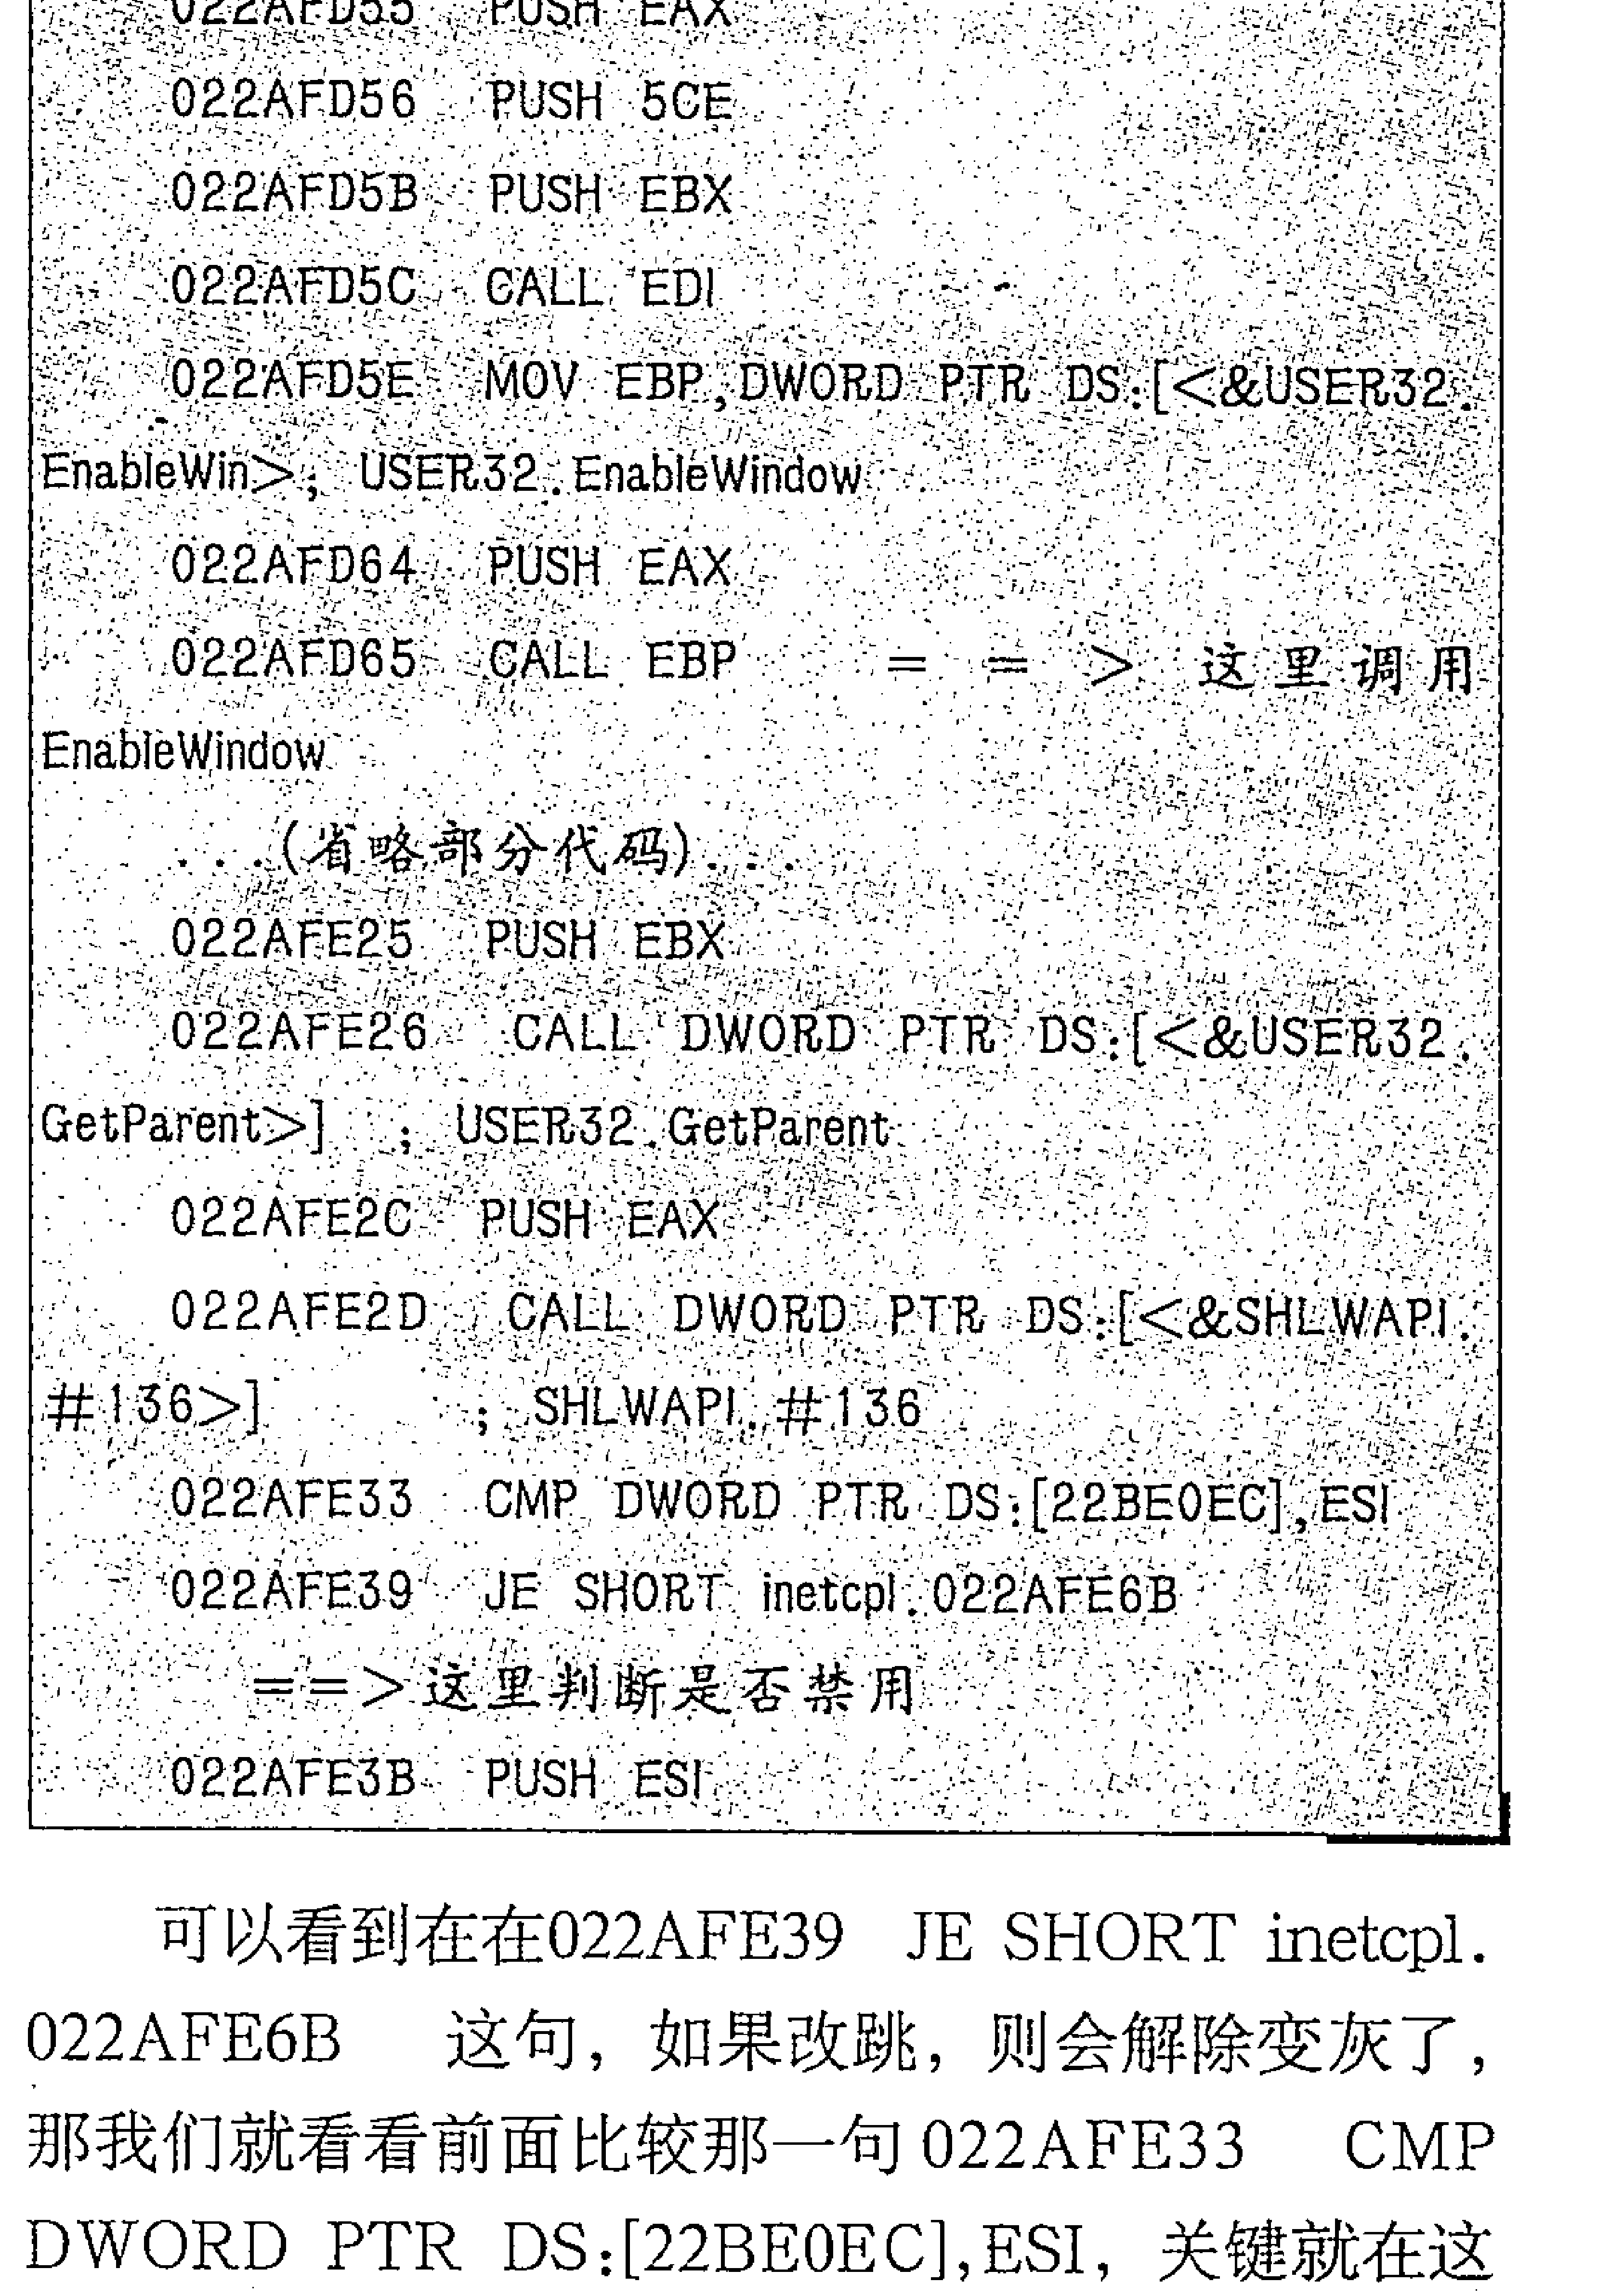 022AFD55 PUSH EAX
022AFD56 PUSH 5CE
022AFD5B PUSH EBX
022AFD5C CALL EDI
022AFD5E MOV EBP,DWORD PTR DS:[<&USER32.
EnableWin>; USER32.EnableWindow
022AFD64 PUSH EAX
022AFD65 CALL EBP = = > 这里调用
EnableWindow
...(省略部分代码)...
022AFE25 PUSH EBX
022AFE26 CALL DWORD PTR DS:[<&USER32.
GetParent>] ; USER32.GetParent
022AFE2C PUSH EAX
022AFE2D CALL DWORD PTR DS:[<&SHLWAPI.
#136>] ; SHLWAPI.#136
022AFE33 CMP DWORD PTR DS:[22BE0EC],ESI
022AFE39 JE SHORT inetcpl.022AFE6B
==>这里判断是否禁用
022AFE3B PUSH ESI
可以看到在在022AFE39 JE SHORT inetcpl.
022AFE6B 这句，如果改跳，则会解除变灰了，
那我们就看看前面比较那一句022AFE33 CMP
DWORD PTR DS:[22BE0EC],ESI，关键就在这